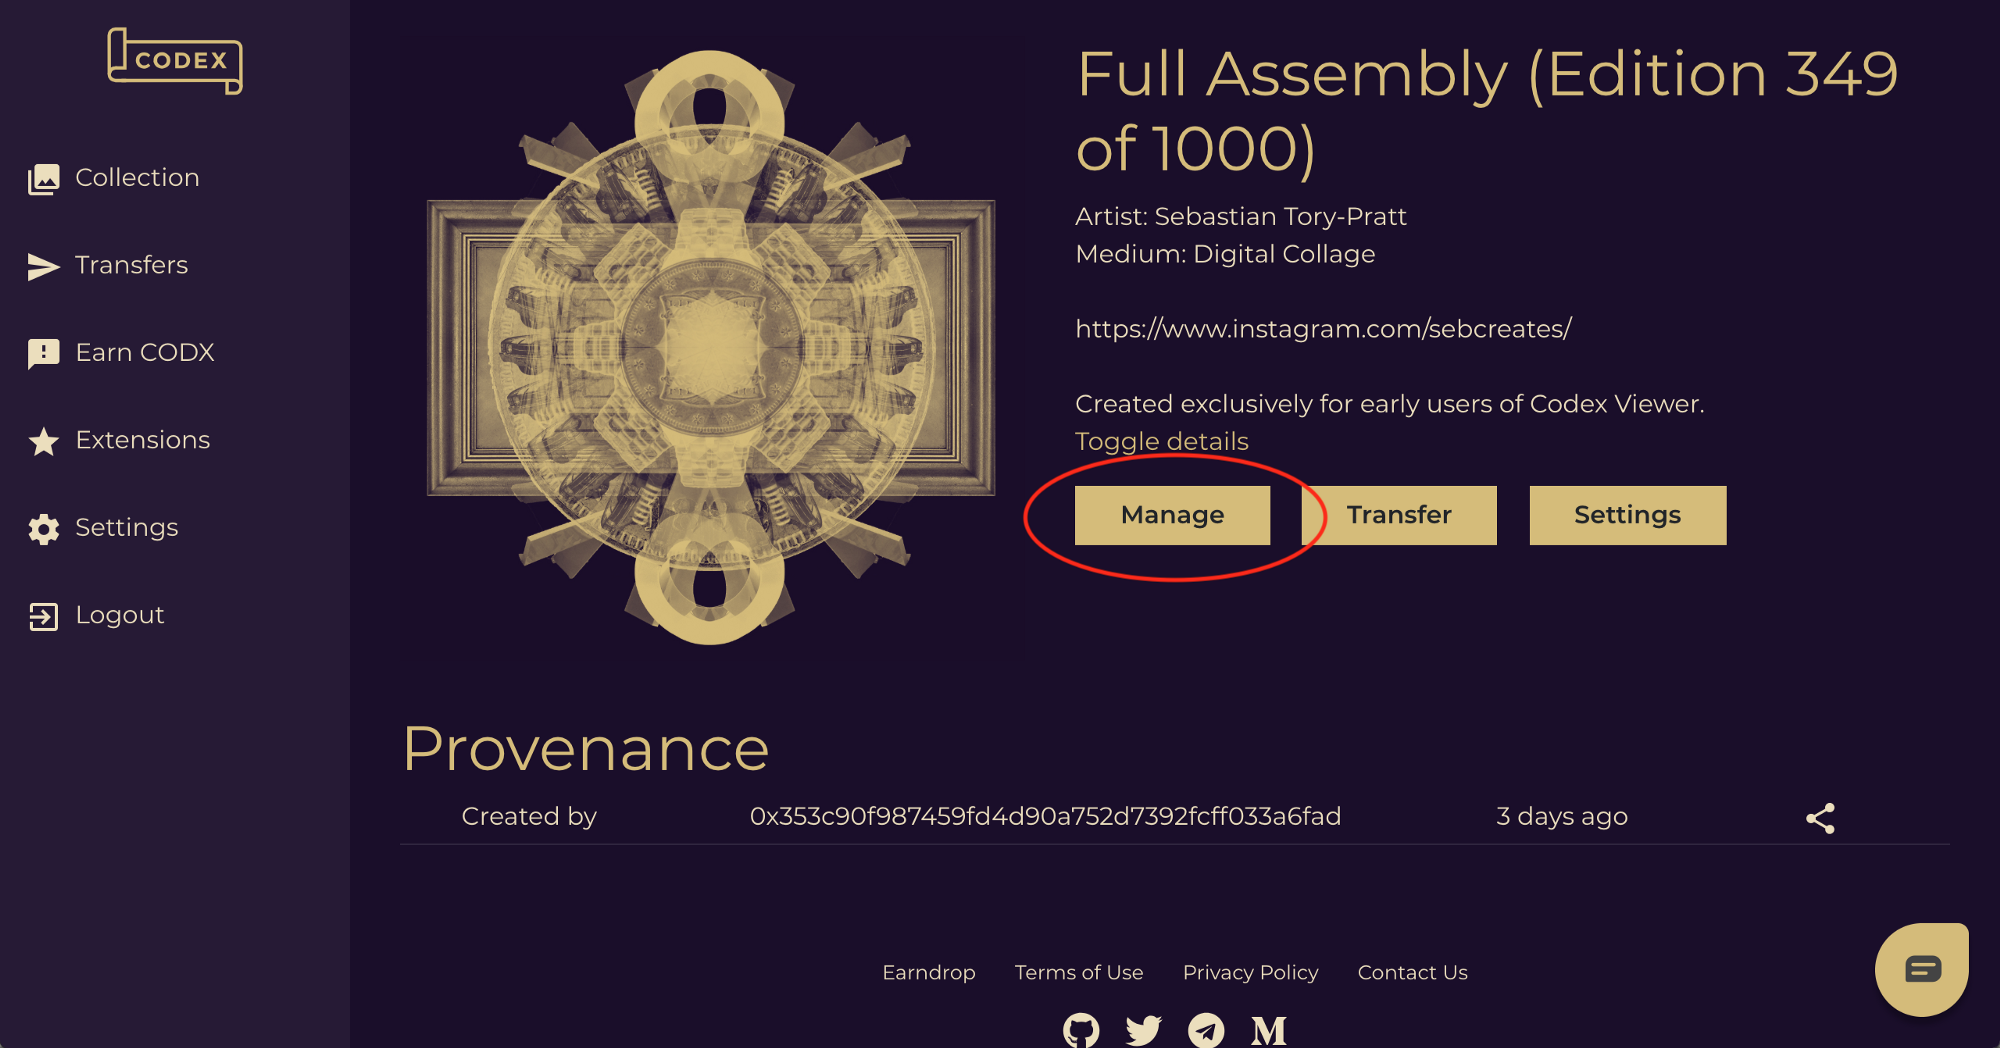 CODEX
Collection
Transfers
Earn CODX
Extensions
Settings
Logout
Full Assembly (Edition 349
of 1000)
Artist: Sebastian Tory-Pratt
Medium: Digital Collage
https://www.instagram.com/sebcreates/
Created exclusively for early users of Codex Viewer.
Toggle details
Manage Transfer Settings
Provenance
Created by 0x353c90f987459fd4d90a752d7392fcff033a6fad 3 days ago
Earndrop Terms of Use Privacy Policy Contact Us
M